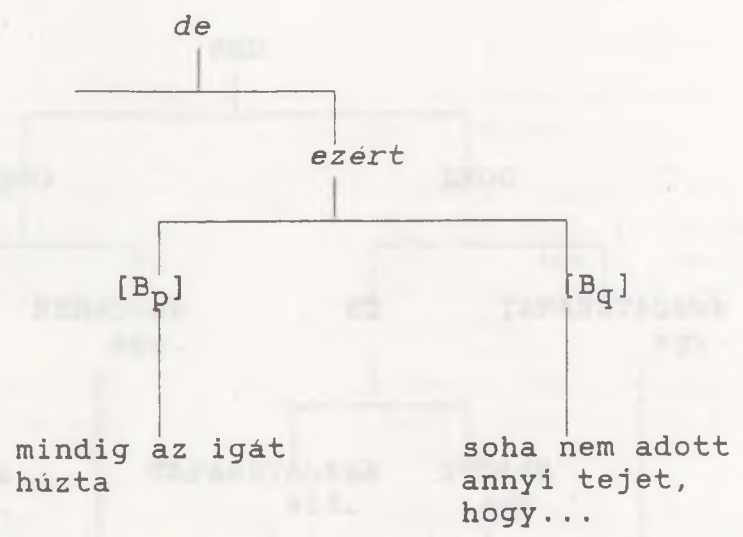 de
ezért
[Bp] [Bq]
mindig az igát
húzta
soha nem adott
annyi tejet,
hogy...